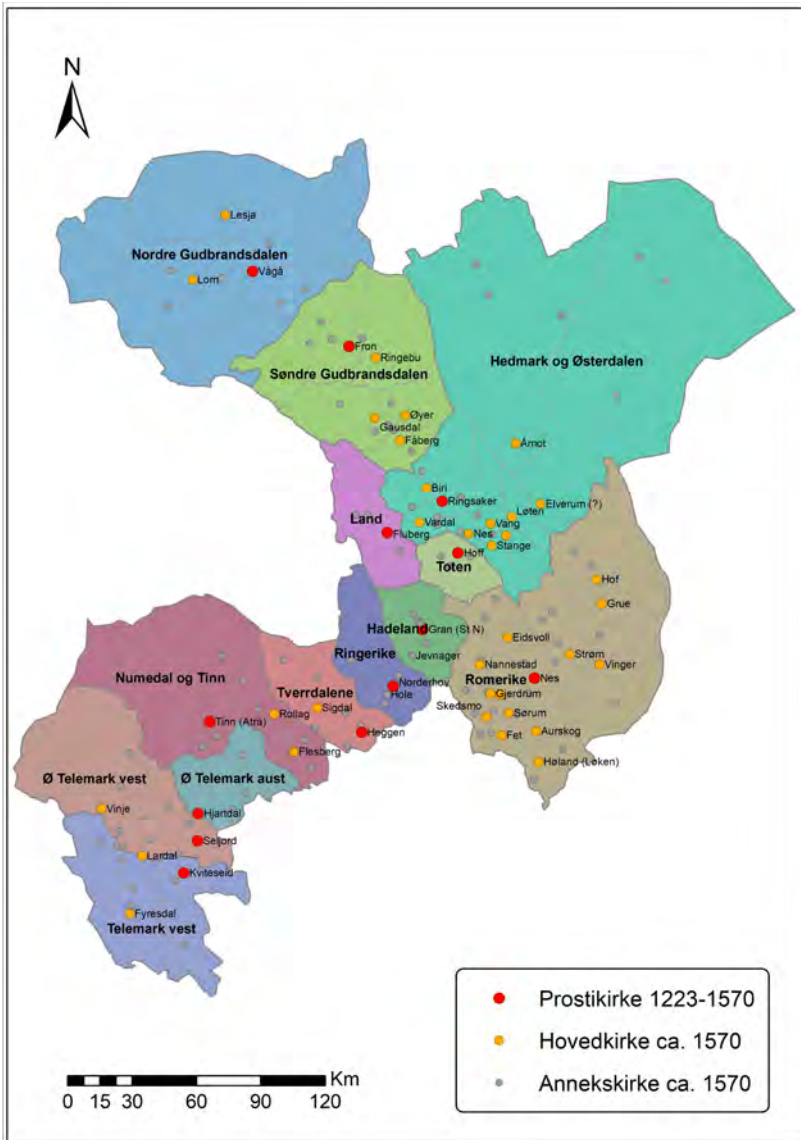 N
Lesjø
Nordre Gudbrandsdalen
Vågå
Lom
Fron
Ringebu
Søndre Gudbrandsdalen
Hedmark og Østerdalen
Øyer
Gausdal
Fåberg
Åmot
Biri
Ringsaker
Elverum (?)
Land
Løten
Vardal
Vang
Fluberg
Nes
Stange
Hoff
Toten
Hof
Grue
Hadeland
Gran (St N)
Eidsvoll
Ringerike
Jevnager
Strøm
Nannestad
Vinger
Numedal og Tinn
Romerike
Nes
Tverrdalene
Norderhov
Hole
Gjerdrum
Sigdal
Rollag
Skedsmo
Sørum
Tinn (Atrå)
Heggen
Fet
Aurskog
Flesberg
Høland (Løken)
Ø Telemark vest
Ø Telemark aust
Vinje
Hjartdal
Seljord
Lardal
Kviteseid
Fyresdal
Telemark vest
Prostikirke 1223-1570
Hovedkirke ca. 1570
Annekskirke ca. 1570
Km
0 15 30 60 90 120